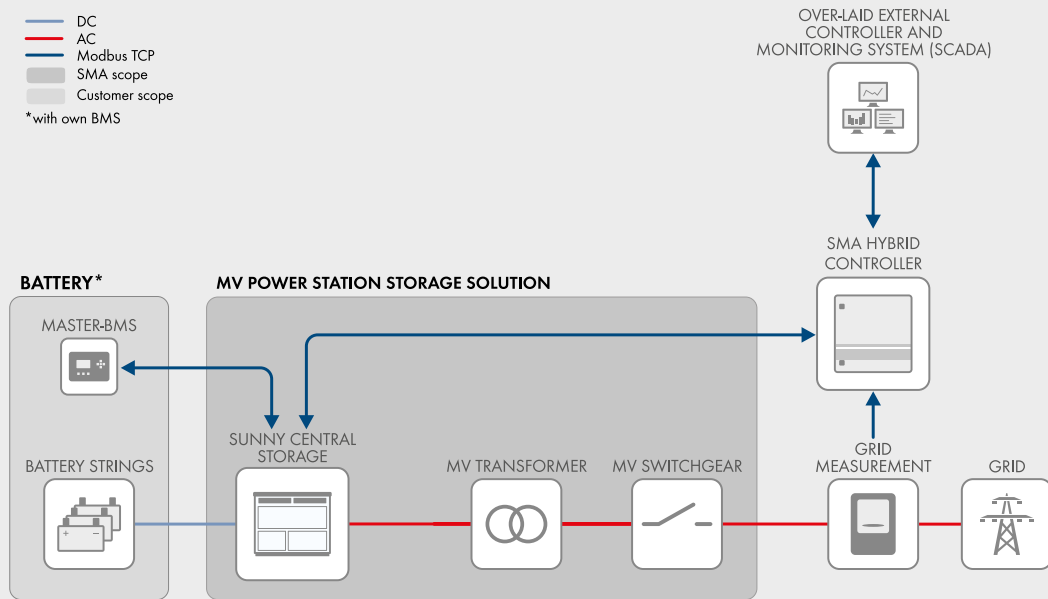 DC
AC
Modbus TCP
SMA scope
Customer scope
*with own BMS
OVER-LAID EXTERNAL
CONTROLLER AND
MONITORING SYSTEM (SCADA)
SMA HYBRID
CONTROLLER
BATTERY*
MV POWER STATION STORAGE SOLUTION
MASTER-BMS
SUNNY CENTRAL
STORAGE
BATTERY STRINGS
MV TRANSFORMER
MV SWITCHGEAR
GRID
MEASUREMENT
GRID